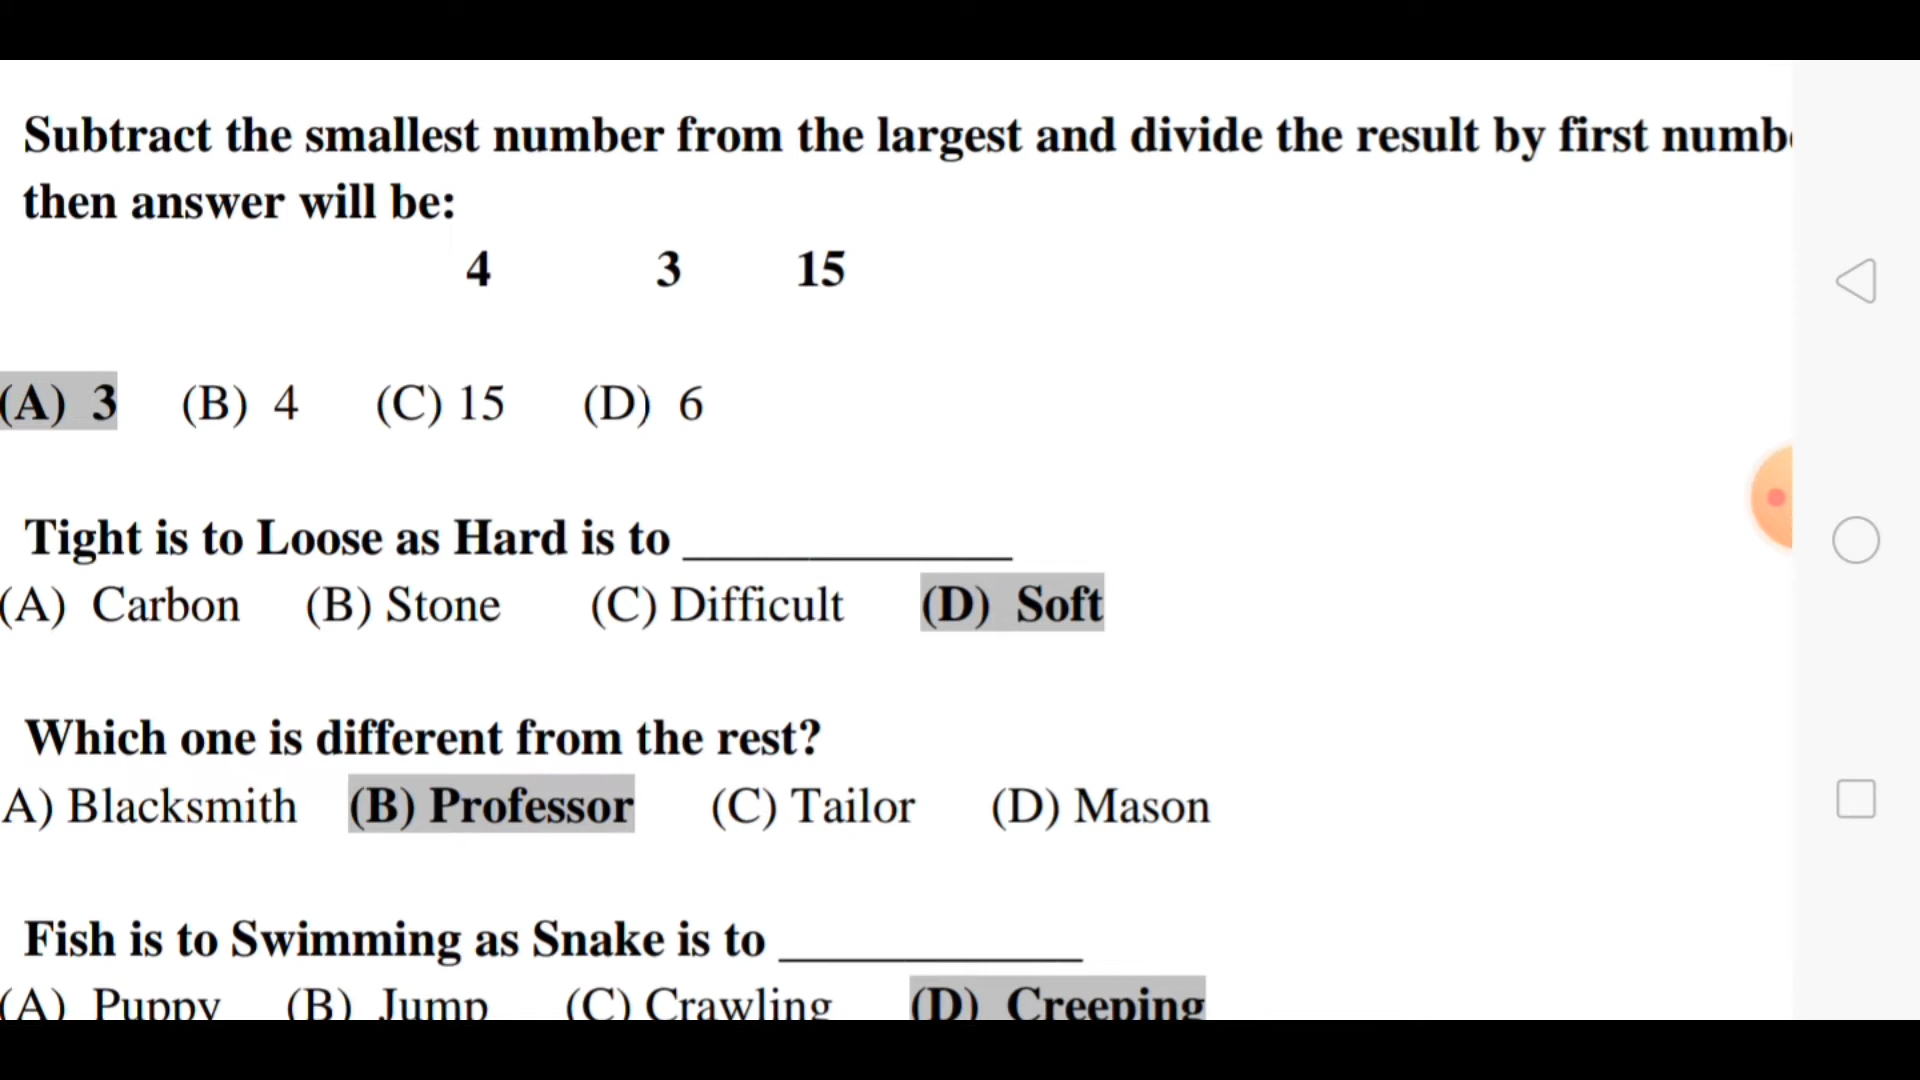 Subtract the smallest number from the largest and divide the result by first
then answer will be:
4 3 15
(A) 3 (B) 4 (C) 15 (D) 6
Tight is to Loose as Hard is to ______________
(A) Carbon (B) Stone (C) Difficult (D) Soft
Which one is different from the rest?
A) Blacksmith (B) Professor (C) Tailor (D) Mason
Fish is to Swimming as Snake is to _____________
(A) Puppy (B) Jump (C) Crawling (D) Creeping